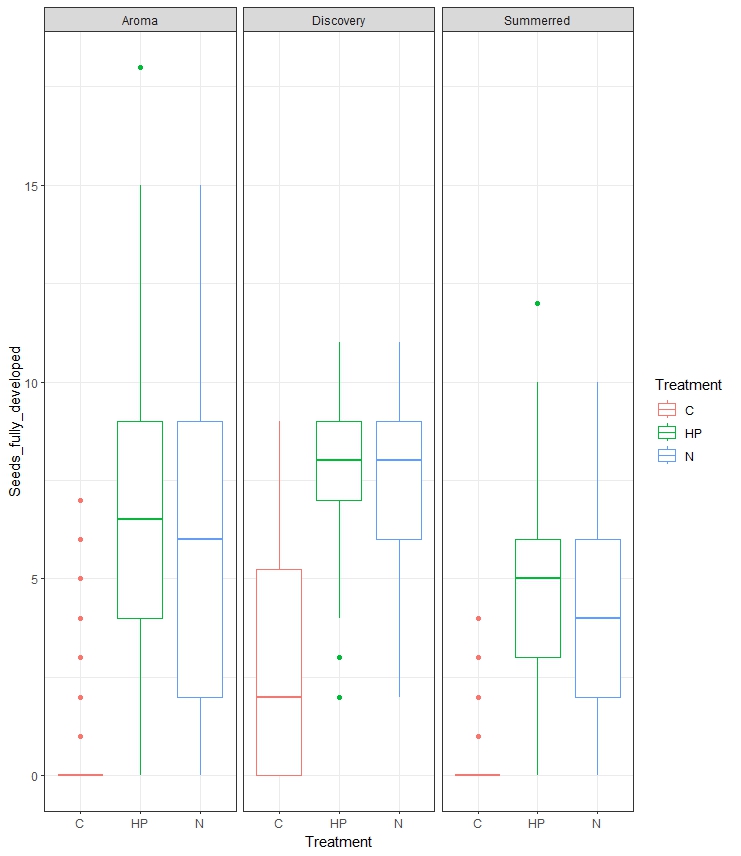 Aroma Discovery Summerred
Seeds_fully_developed
15
10
5
0
C HP N C HP N C HP N
Treatment
Treatment
C
HP
N